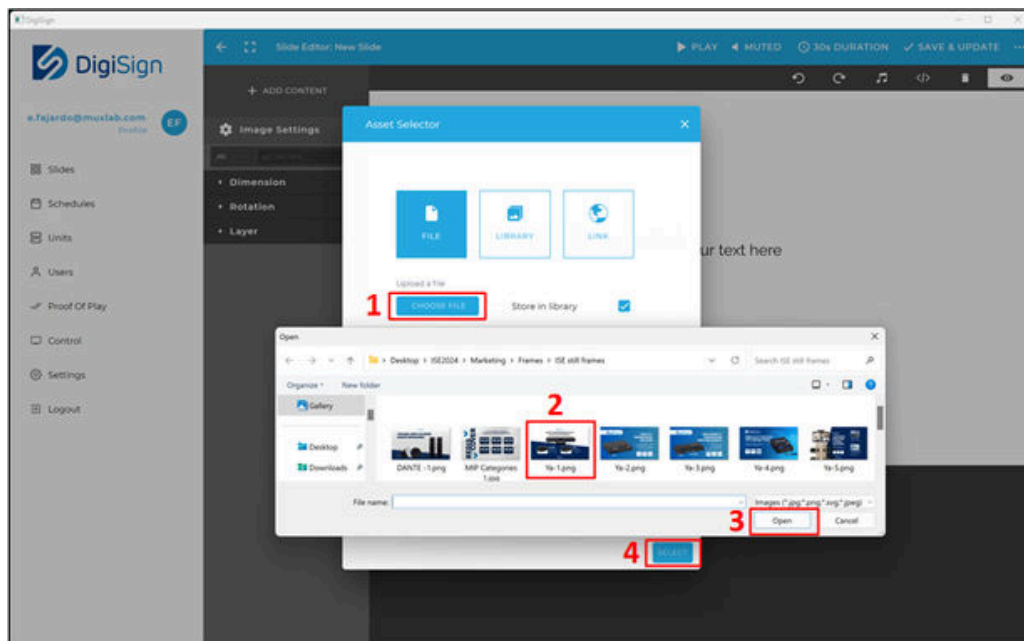 DigiSign
DigiSign
e.fajardo@muxlab.com
Profile
EF
Slides
Schedules
Units
Users
Proof Of Play
Control
Settings
Logout
Slide Editor: New Slide
PLAY
MUTED
30s DURATION
SAVE & UPDATE
+ ADD CONTENT
Image Settings
Dimension
Rotation
Layer
ur text here
Asset Selector
FILE
LIBRARY
LINK
Upload a file
1
CHOOSE FILE
Store in library
Open
Desktop > ISE2024 > Marketing > Frames > ISE still frames
Search ISE still frames
Organize
New folder
Gallery
Desktop
Downloads
2
DANTE - 1.png
MIP Categories
Ya-1.png
Ya-2.png
Ya-3.png
Ya-4.png
Ya-5.png
File name:
Images (*.jpg;*.png;*.svg;*.jpeg)
3
Open
Cancel
4
SELECT